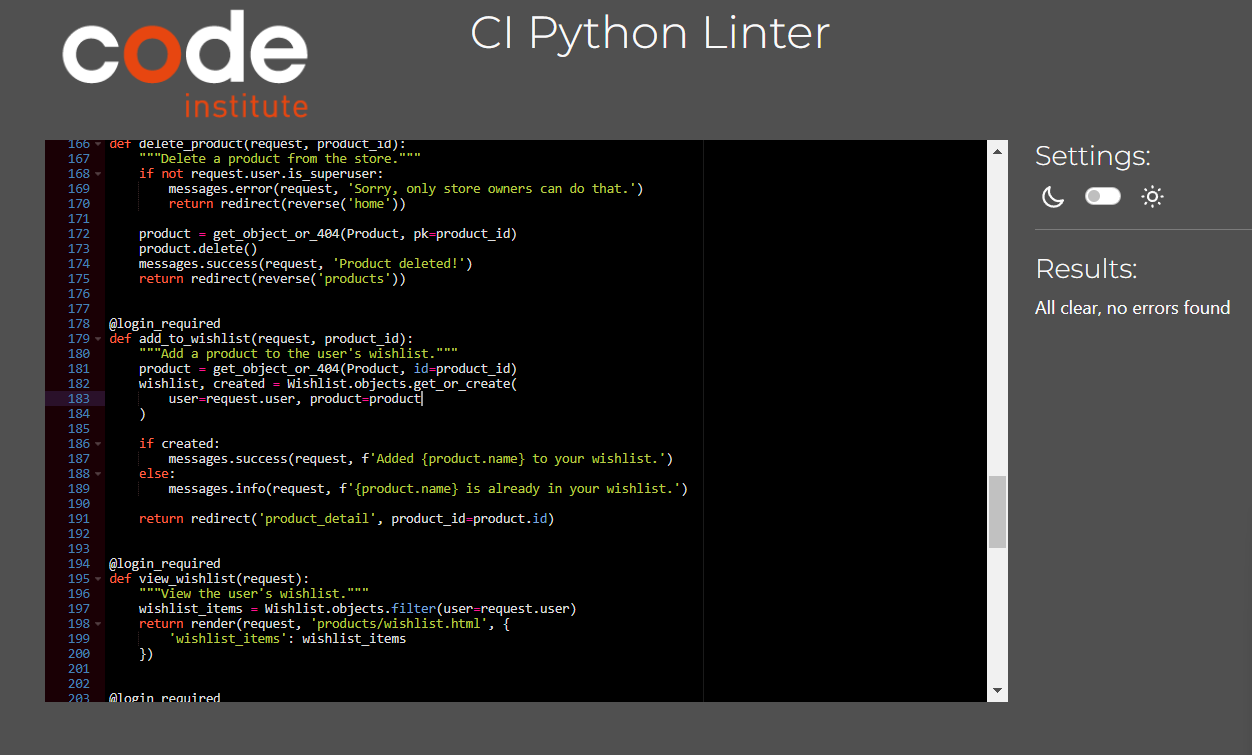 code
institute
CI Python Linter
166 def delete_product(request, product_id):
167     """Delete a product from the store."""
168     if not request.user.is_superuser:
169         messages.error(request, 'Sorry, only store owners can do that.')
170         return redirect(reverse('home'))
171
172     product = get_object_or_404(Product, pk=product_id)
173     product.delete()
174     messages.success(request, 'Product deleted!')
175     return redirect(reverse('products'))
176
177
178 @login_required
179 def add_to_wishlist(request, product_id):
180     """Add a product to the user's wishlist."""
181     product = get_object_or_404(Product, id=product_id)
182     wishlist, created = Wishlist.objects.get_or_create(
183         user=request.user, product=product
184     )
185
186     if created:
187         messages.success(request, f'Added {product.name} to your wishlist.')
188     else:
189         messages.info(request, f'{product.name} is already in your wishlist.')
190
191     return redirect('product_detail', product_id=product.id)
192
193
194 @login_required
195 def view_wishlist(request):
196     """View the user's wishlist."""
197     wishlist_items = Wishlist.objects.filter(user=request.user)
198     return render(request, 'products/wishlist.html', {
199         'wishlist_items': wishlist_items
200     })
201
202
203 @login_required
Settings:
Results:
All clear, no errors found